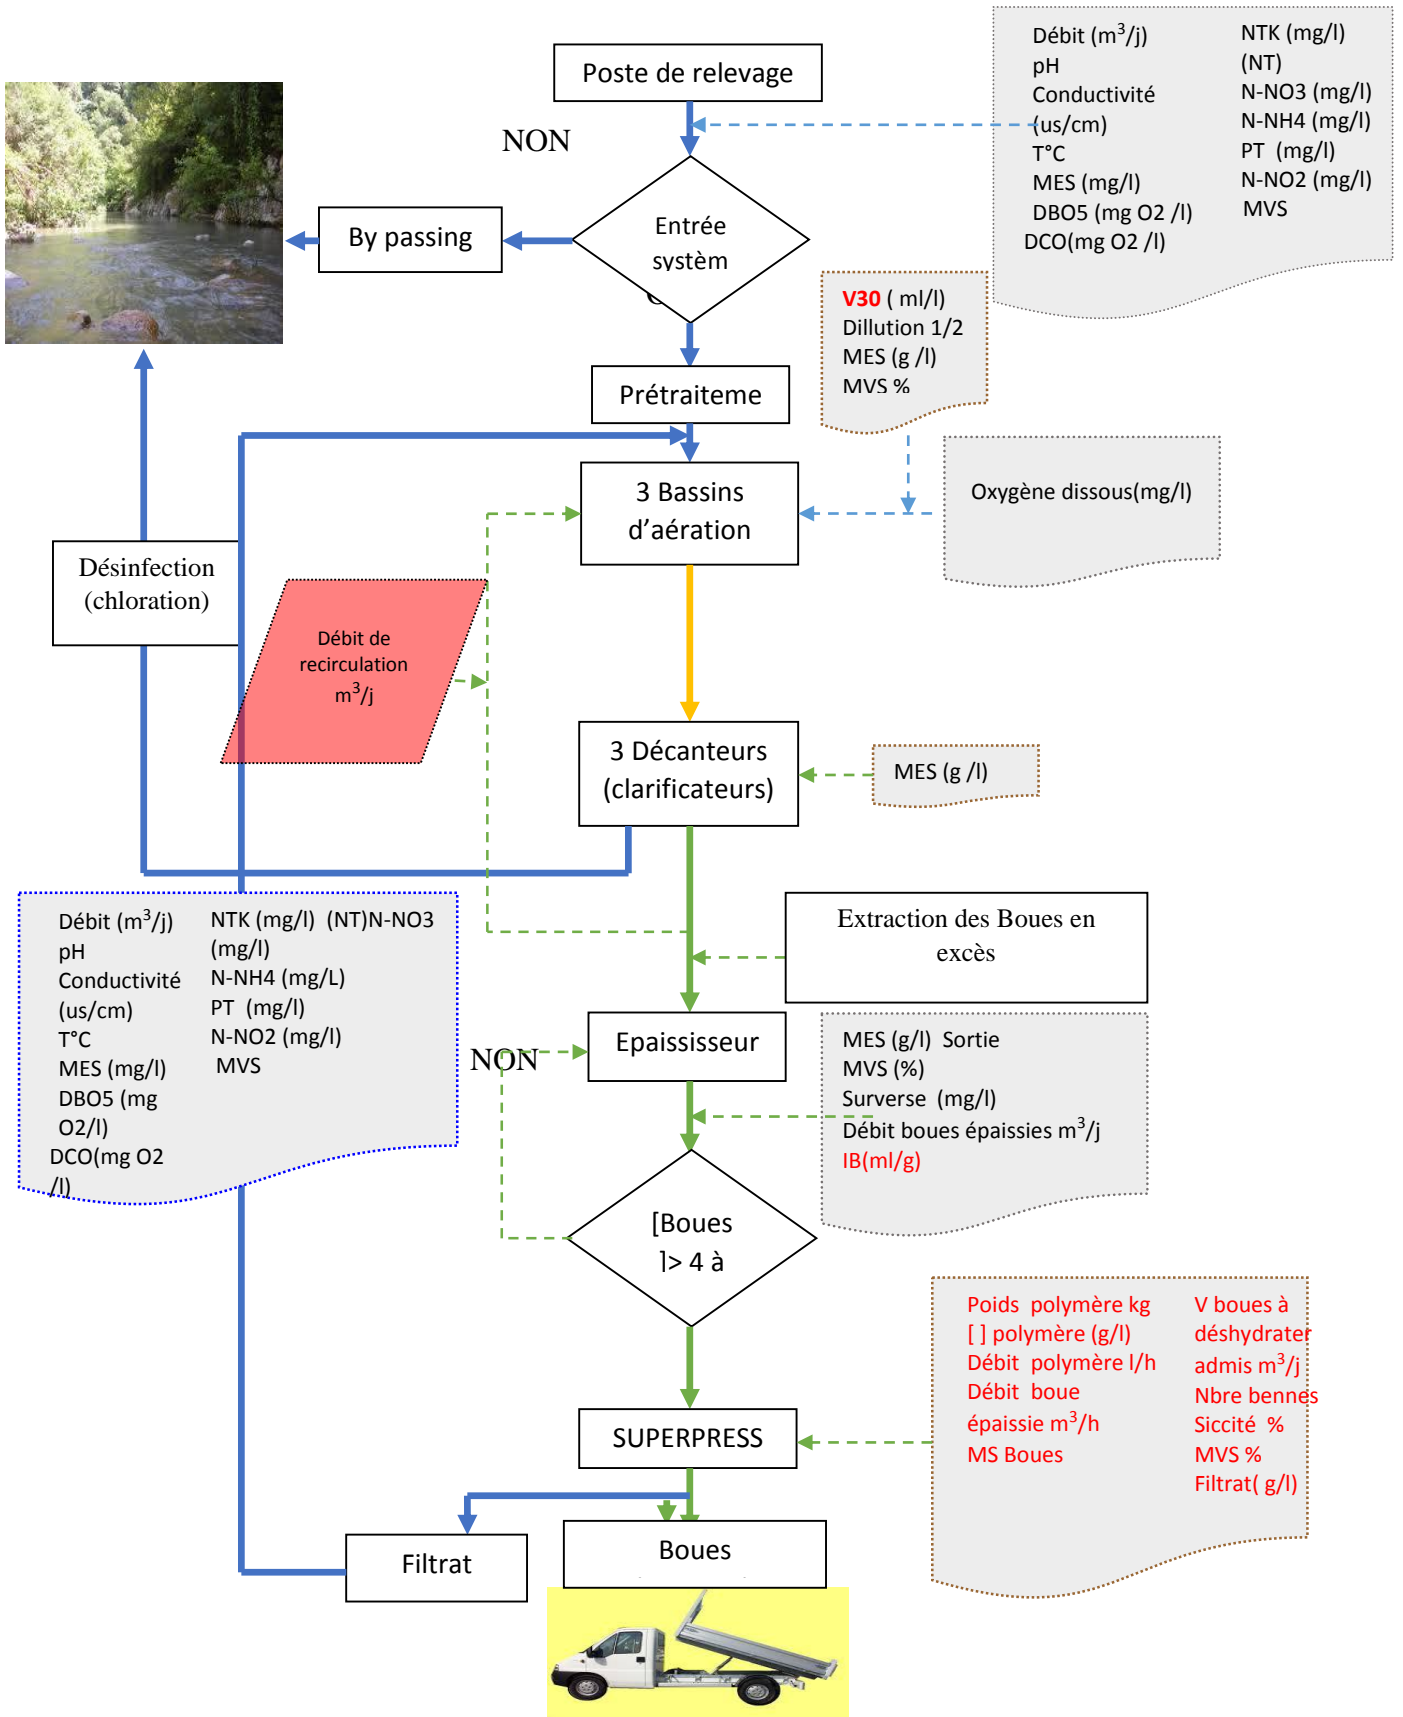 Poste de relevage
Débit (m³/j)
pH
Conductivité
(us/cm)
T°C
MES (mg/l)
DBO5 (mg O2 /l)
DCO(mg O2 /l)
NTK (mg/l)
(NT)
N-NO3 (mg/l)
N-NH4 (mg/l)
PT (mg/l)
N-NO2 (mg/l)
MVS
NON
By passing
Entrée
systèm
V30 ( ml/l)
Dillution 1/2
MES (g /l)
MVS %
Prétraiteme
3 Bassins
d’aération
Oxygène dissous(mg/l)
Désinfection
(chloration)
Débit de
recirculation
m³/j
3 Décanteurs
(clarificateurs)
MES (g /l)
Débit (m³/j)
pH
Conductivité
(us/cm)
T°C
MES (mg/l)
DBO5 (mg
O2/l)
DCO(mg O2
/l)
NTK (mg/l) (NT)N-NO3
(mg/l)
N-NH4 (mg/L)
PT (mg/l)
N-NO2 (mg/l)
MVS
Extraction des Boues en
excès
Epaississeur
NON
MES (g/l) Sortie
MVS (%)
Surverse (mg/l)
Débit boues épaissies m³/j
IB(ml/g)
[Boues
]> 4 à
Poids polymère kg
[ ] polymère (g/l)
Débit polymère l/h
Débit boue
épaissie m³/h
MS Boues
V boues à
déshydrater
admis m³/j
Nbre bennes
Siccité %
MVS %
Filtrat( g/l)
SUPERPRESS
Filtrat
Boues